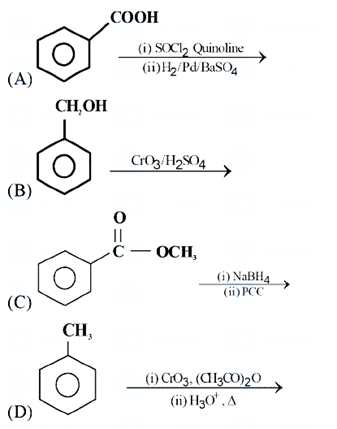 COOH
(i) SOCl₂ Quinoline
(ii) H₂/Pd/BaSO₄
(A)
CH₂OH
CrO₃/H₂SO₄
(B)
O
C — OCH₃
(i) NaBH₄
(ii) PCC
(C)
CH₃
(i) CrO₃, (CH₃CO)₂O
(ii) H₃O⁺, Δ
(D)